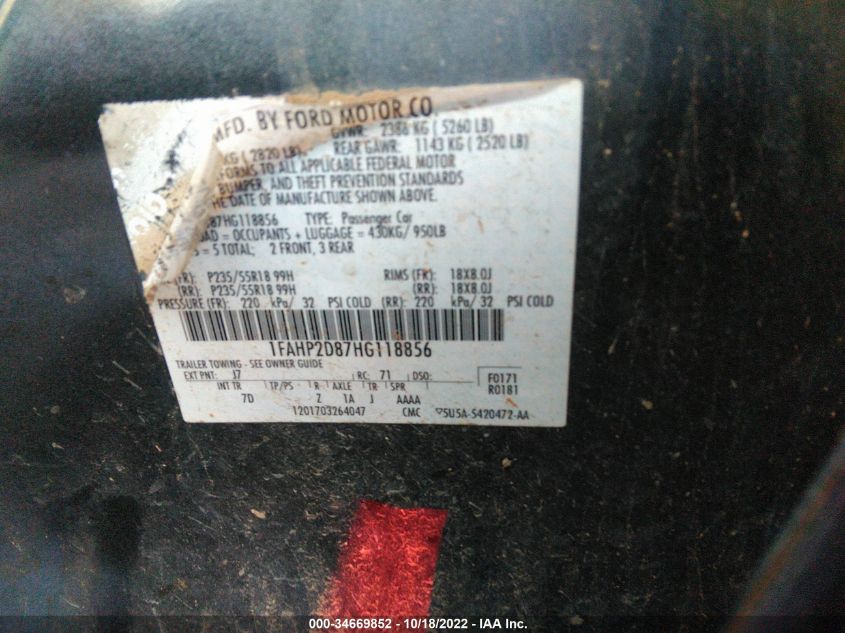 MFD. BY FORD MOTOR CO
GVWR: 2386 KG ( 5260 LB)
KG ( 2820 LB) REAR GAWR: 1143 KG ( 2520 LB)
FORMS TO ALL APPLICABLE FEDERAL MOTOR
BUMPER, AND THEFT PREVENTION STANDARDS
HE DATE OF MANUFACTURE SHOWN ABOVE.
87HG118856 TYPE: Passenger Car
OAD = OCCUPANTS + LUGGAGE = 430KG/ 950LB
S = 5 TOTAL: 2 FRONT, 3 REAR
FR): P235/55R18 99H RIMS (FR): 18X8.0J
(RR): P235/55R18 99H (RR): 18X8.0J
PRESSURE (FR): 220 kPa/ 32 PSI COLD (RR): 220 kPa/ 32 PSI COLD
1FAHP2D87HG118856
TRAILER TOWING - SEE OWNER GUIDE
EXT PNT: J7 RC: 71 DSO: F0171
INT TR TP/PS R AXLE TR SPR R0181
7D Z 1A J AAAA
1201703264047 CMC 5U5A-5420472-AA
000-34669852 - 10/18/2022 - IAA Inc.